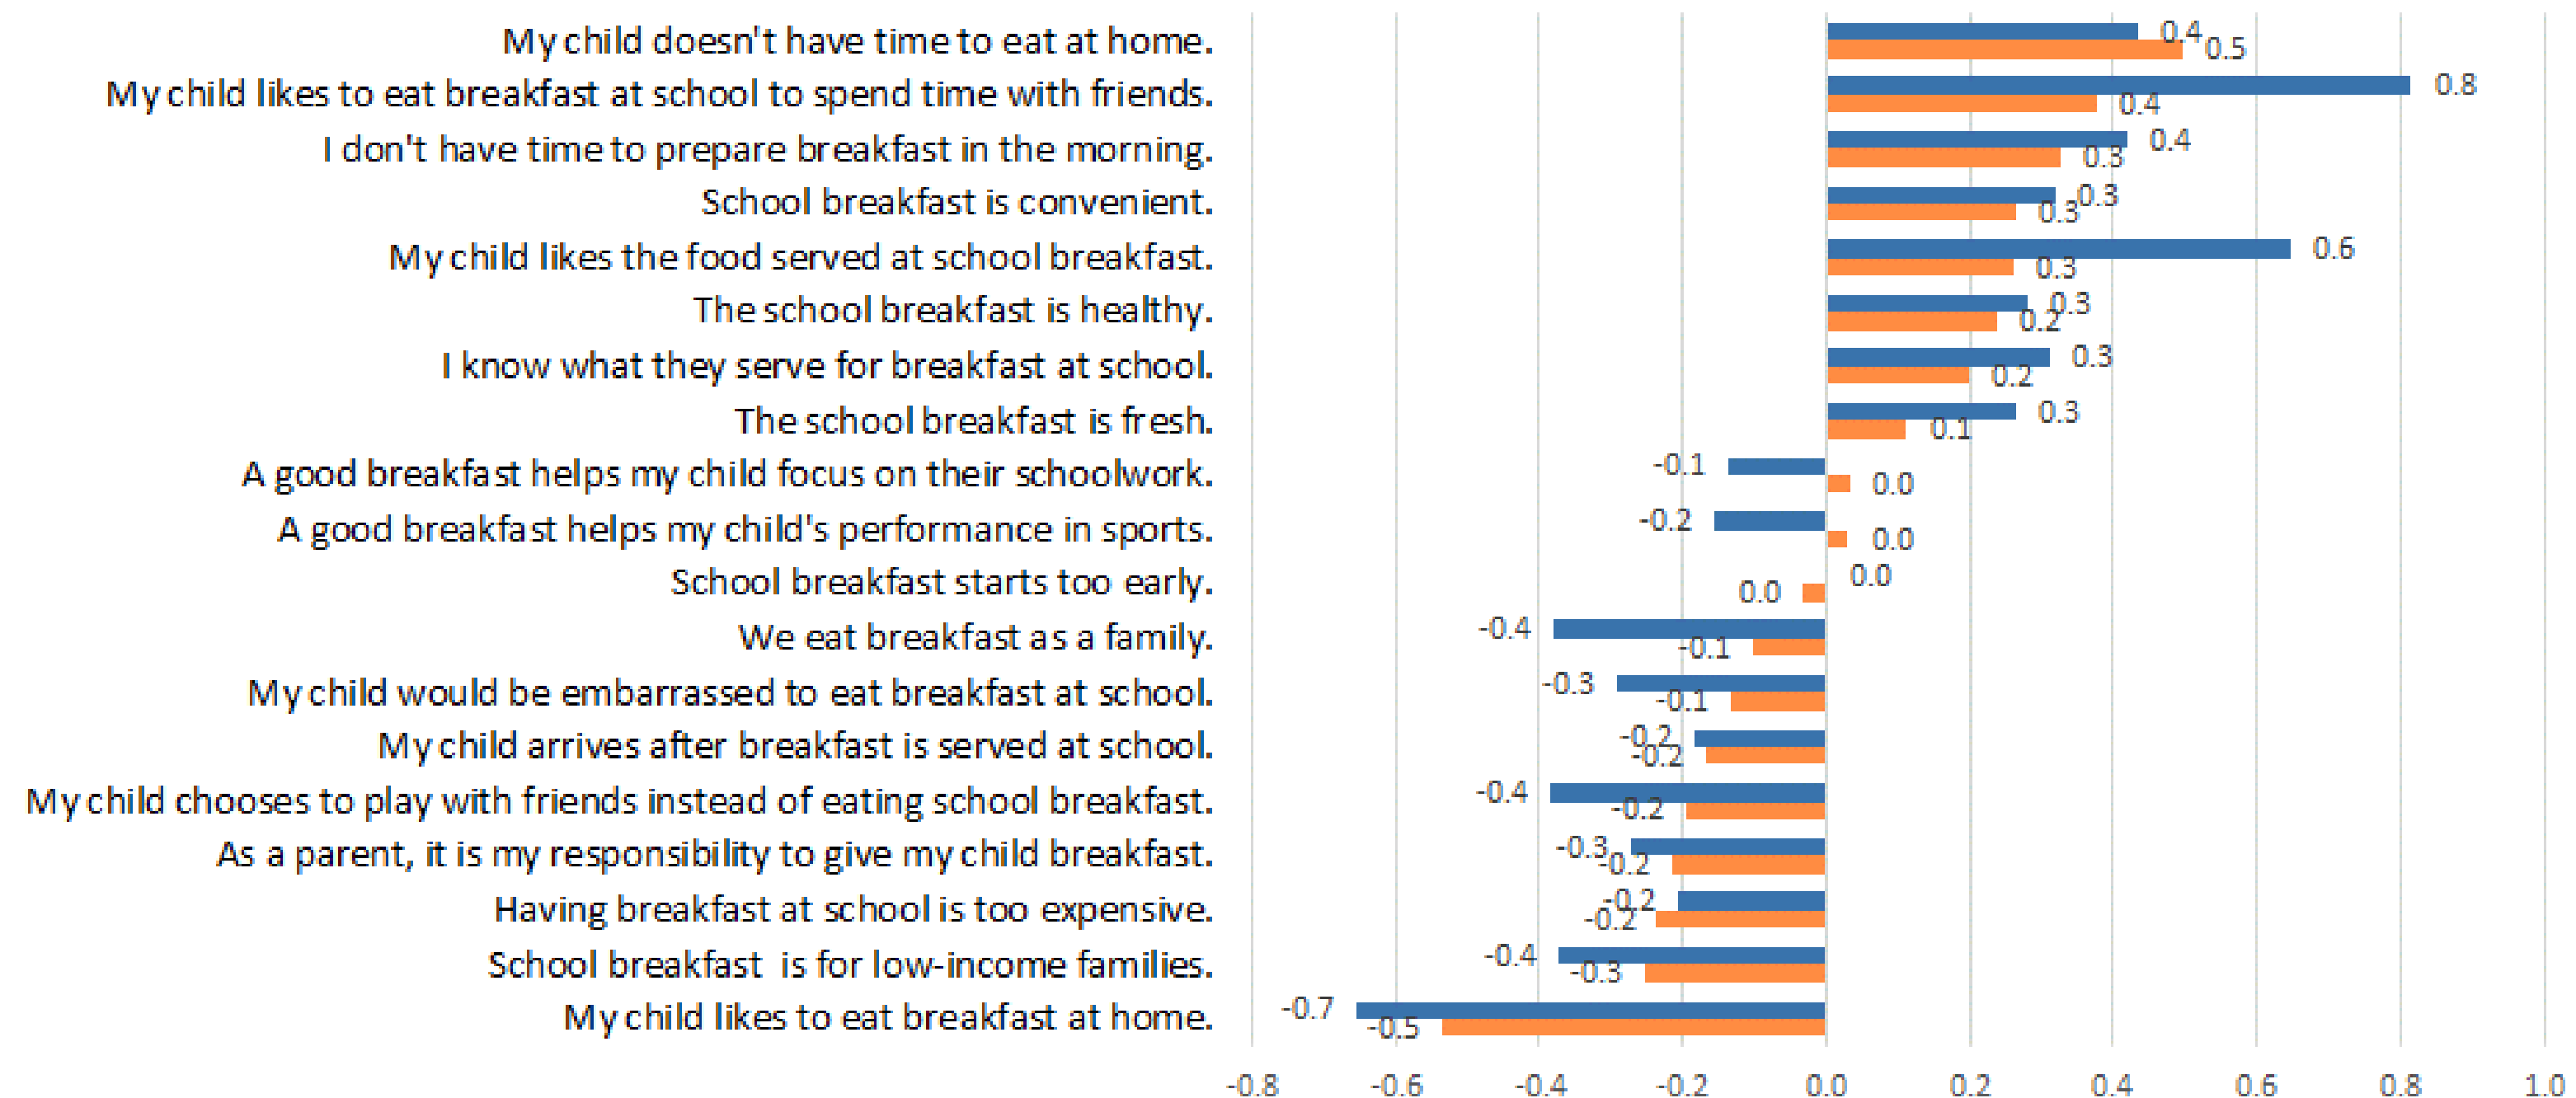 My child doesn't have time to eat at home. 0.4 0.5
My child likes to eat breakfast at school to spend time with friends. 0.8 0.4
I don't have time to prepare breakfast in the morning. 0.4 0.3
School breakfast is convenient. 0.3 0.3
My child likes the food served at school breakfast. 0.6 0.3
The school breakfast is healthy. 0.3 0.2
I know what they serve for breakfast at school. 0.3 0.2
The school breakfast is fresh. 0.3 0.1
A good breakfast helps my child focus on their schoolwork. -0.1 0.0
A good breakfast helps my child's performance in sports. -0.2 0.0
School breakfast starts too early. 0.0 0.0
We eat breakfast as a family. -0.4 -0.1
My child would be embarrassed to eat breakfast at school. -0.3 -0.1
My child arrives after breakfast is served at school. -0.2 -0.2
My child chooses to play with friends instead of eating school breakfast. -0.4 -0.2
As a parent, it is my responsibility to give my child breakfast. -0.3 -0.2
Having breakfast at school is too expensive. -0.2 -0.2
School breakfast is for low-income families. -0.4 -0.3
My child likes to eat breakfast at home. -0.7 -0.5
-0.8 -0.6 -0.4 -0.2 0.0 0.2 0.4 0.6 0.8 1.0